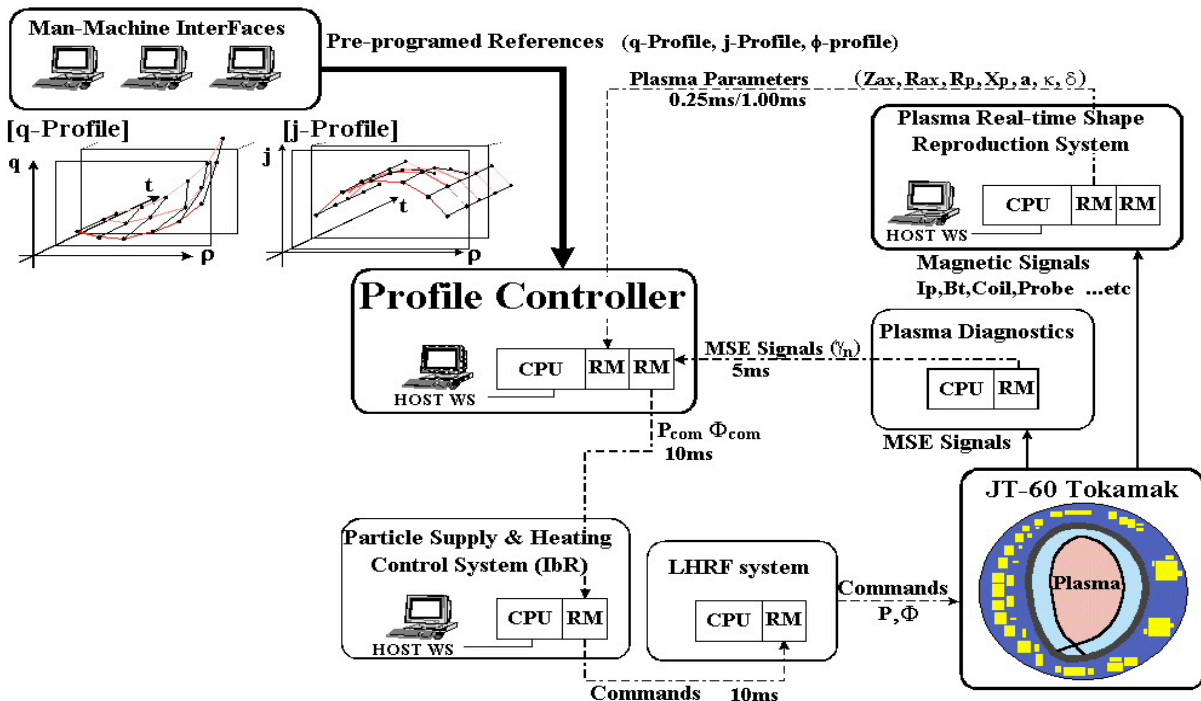 Man-Machine InterFaces
Pre-programed References (q-Profile, j-Profile, ϕ-profile)
Plasma Parameters (Zax, Rax, Rp, Xp, a, κ, δ)
0.25ms/1.00ms
[q-Profile]
q
t
ρ
[j-Profile]
j
t
ρ
Plasma Real-time Shape
Reproduction System
CPU RM RM
HOST WS
Magnetic Signals
Ip,Bt,Coil,Probe ...etc
Profile Controller
CPU RM RM
HOST WS
MSE Signals (γn)
5ms
Plasma Diagnostics
CPU RM
MSE Signals
Pcom Φcom
10ms
JT-60 Tokamak
Plasma
Particle Supply & Heating
Control System (IbR)
CPU RM
HOST WS
LHRF system
CPU RM
Commands
P,Φ
Commands 10ms